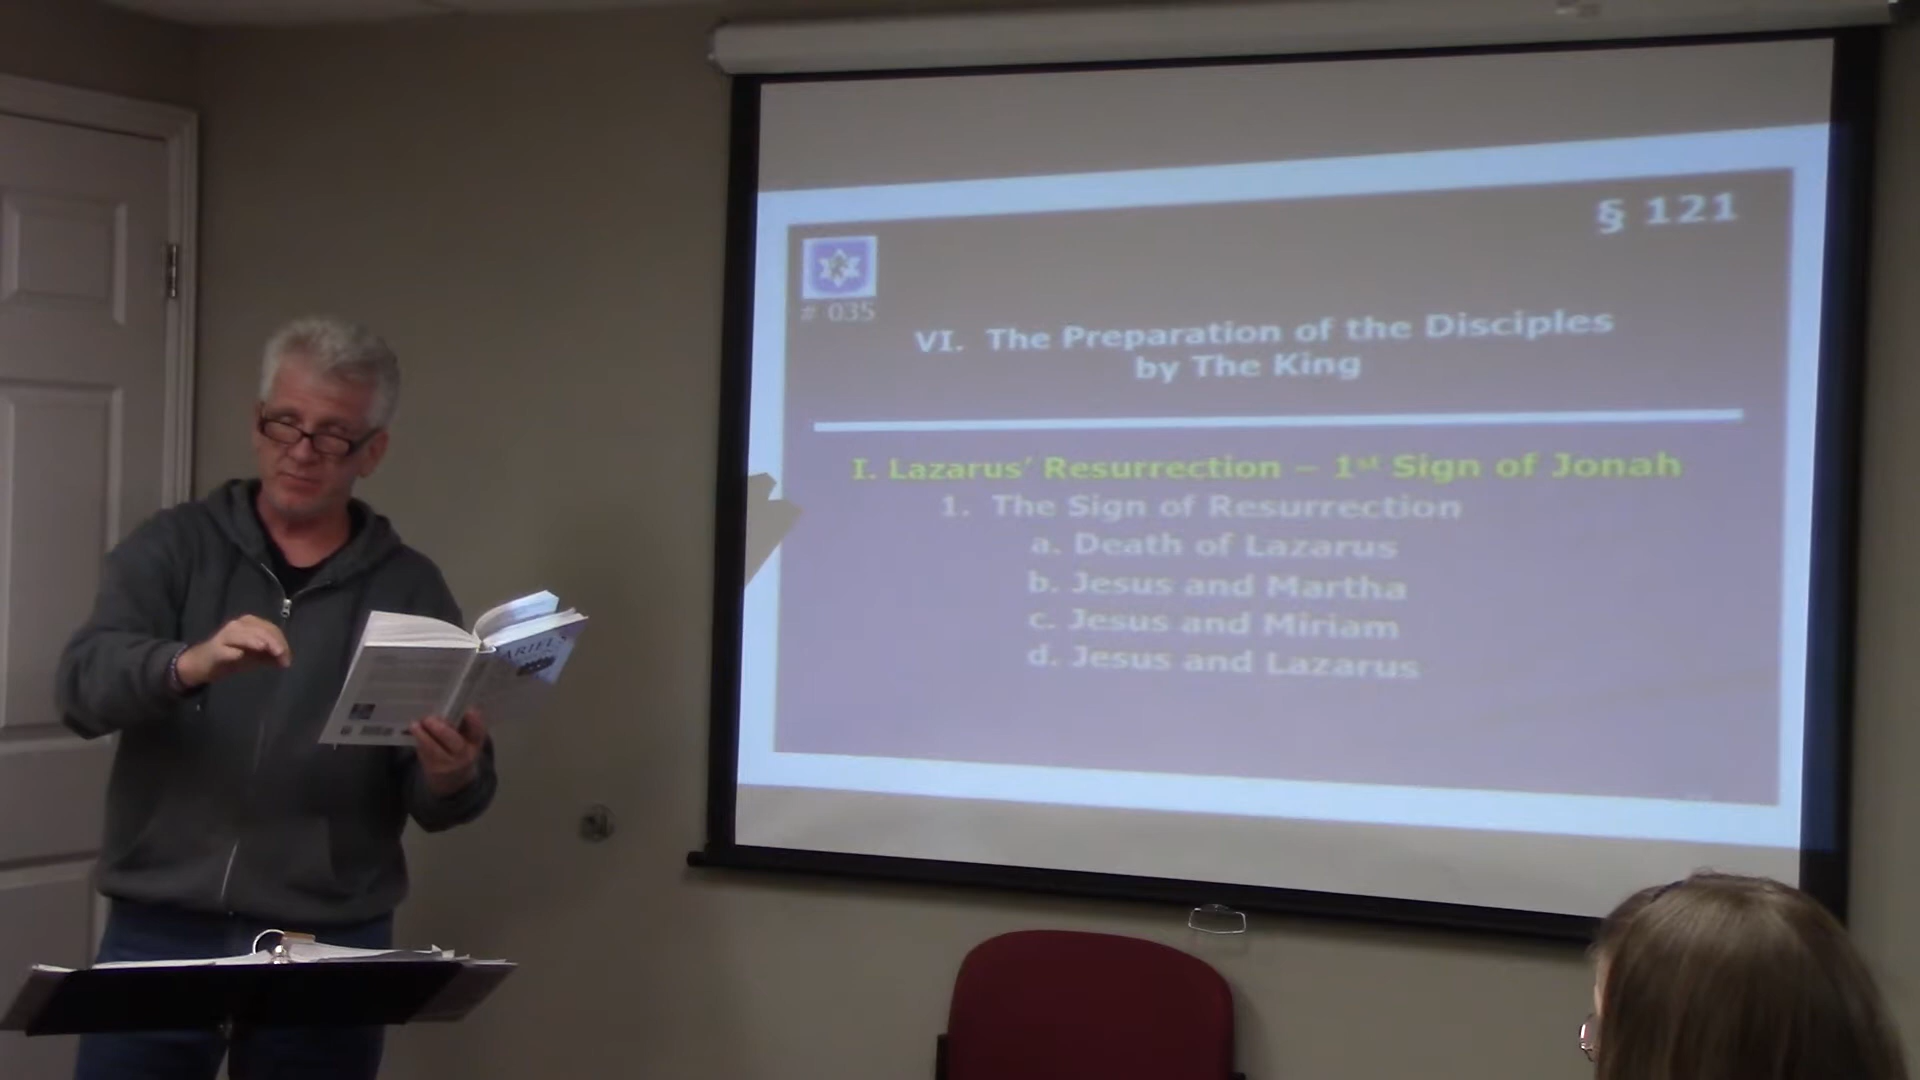 § 121
# 035
VI. The Preparation of the Disciples
by The King
I. Lazarus' Resurrection – 1st Sign of Jonah
1. The Sign of Resurrection
a. Death of Lazarus
b. Jesus and Martha
c. Jesus and Miriam
d. Jesus and Lazarus
ARIEL'S